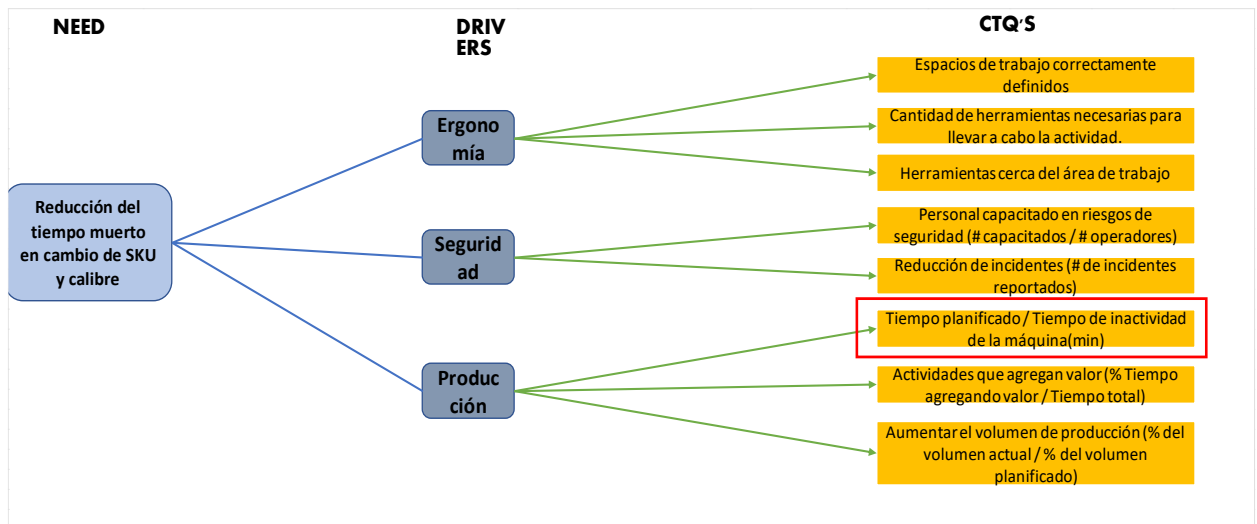 NEED
DRIV
ERS
CTQ'S
Reducción del
tiempo muerto
en cambio de SKU
y calibre
Ergono
mía
Segurid
ad
Produc
ción
Espacios de trabajo correctamente
definidos
Cantidad de herramientas necesarias para
llevar a cabo la actividad.
Herramientas cerca del área de trabajo
Personal capacitado en riesgos de
seguridad (# capacitados / # operadores)
Reducción de incidentes (# de incidentes
reportados)
Tiempo planificado / Tiempo de inactividad
de la máquina(min)
Actividades que agregan valor (% Tiempo
agregando valor / Tiempo total)
Aumentar el volumen de producción (% del
volumen actual / % del volumen
planificado)